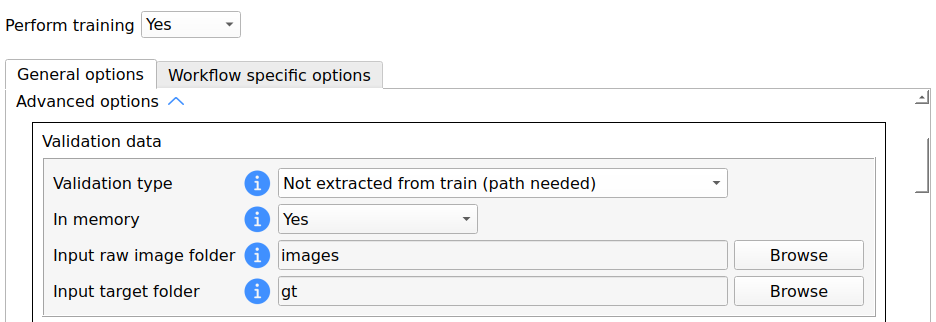 Perform training Yes
General options Workflow specific options
Advanced options
Validation data
Validation type i Not extracted from train (path needed)
In memory i Yes
Input raw image folder i images Browse
Input target folder i gt Browse